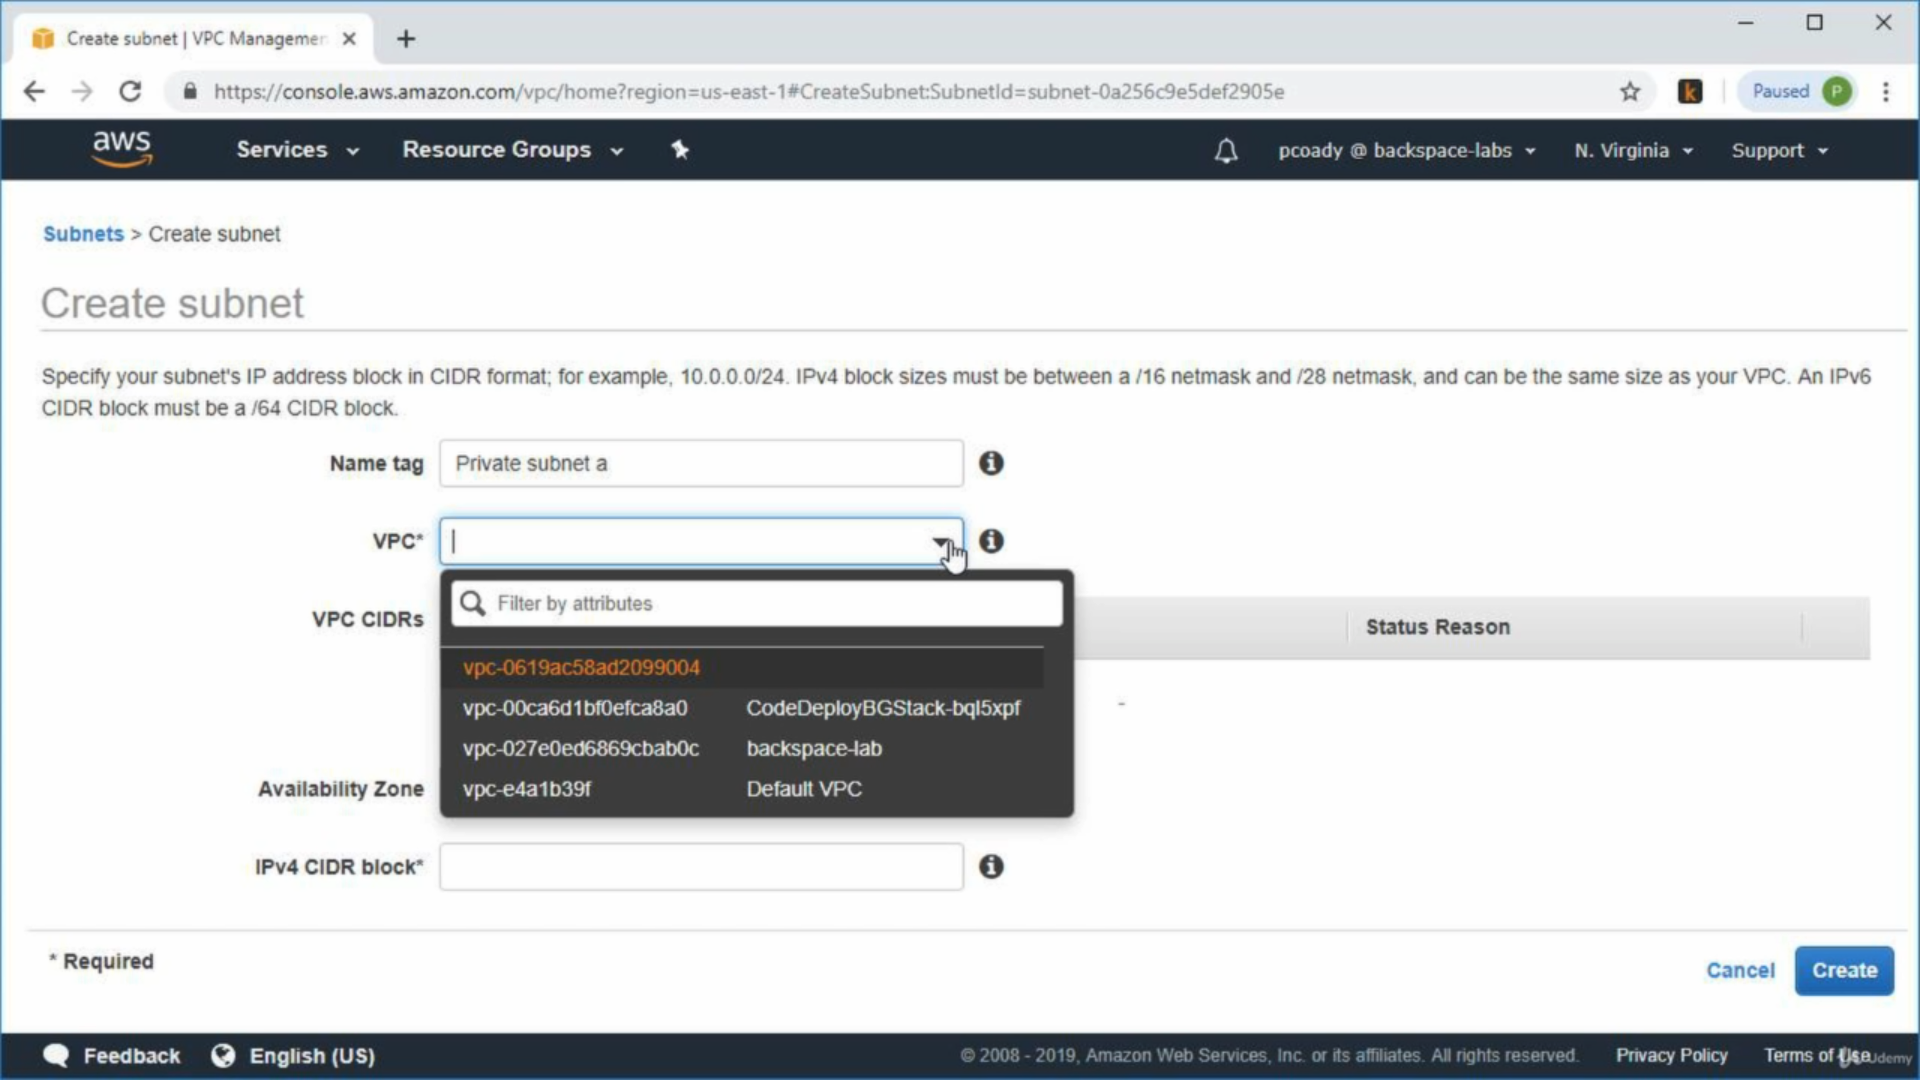 Create subnet | VPC Managemen
https://console.aws.amazon.com/vpc/home?region=us-east-1#CreateSubnet:SubnetId=subnet-0a256c9e5def2905e
k
Paused P
aws
Services
Resource Groups
pcoady @ backspace-labs
N. Virginia
Support
Subnets > Create subnet
Create subnet
Specify your subnet's IP address block in CIDR format; for example, 10.0.0.0/24. IPv4 block sizes must be between a /16 netmask and /28 netmask, and can be the same size as your VPC. An IPv6
CIDR block must be a /64 CIDR block.
Name tag Private subnet a
VPC*
Filter by attributes
VPC CIDRs
Status Reason
vpc-0619ac58ad2099004
vpc-00ca6d1bf0efca8a0 CodeDeployBGStack-bql5xpf
-
vpc-027e0ed6869cbab0c backspace-lab
Availability Zone
vpc-e4a1b39f Default VPC
IPv4 CIDR block*
* Required
Cancel
Create
Feedback
English (US)
© 2008 - 2019, Amazon Web Services, Inc. or its affiliates. All rights reserved.
Privacy Policy
Terms of Use
Udemy